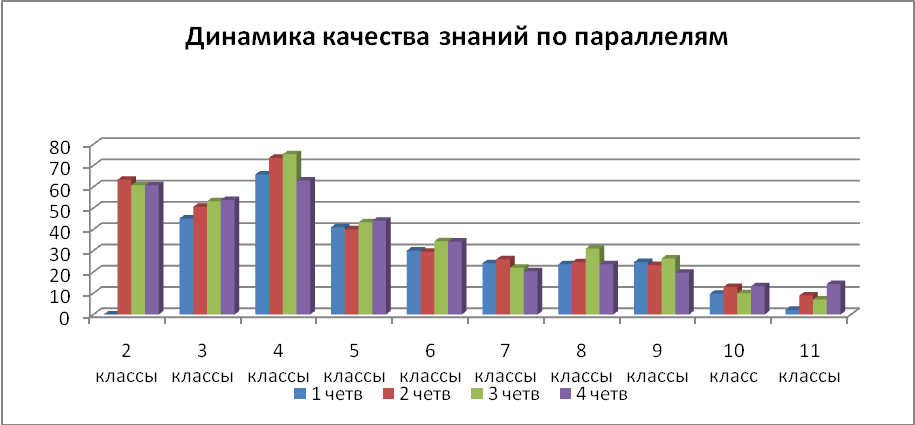 Динамика качества знаний по параллелям
80
70
60
50
40
30
20
10
0
2 3 4 5 6 7 8 9 10 11
классы классы классы классы классы классы классы классы класс классы
1 четв 2 четв 3 четв 4 четв